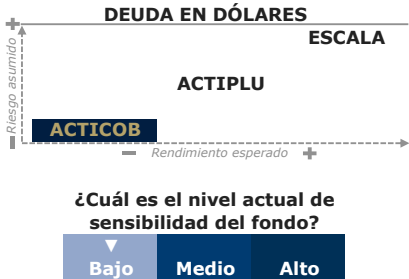 DEUDA EN DÓLARES
ESCALA
Riesgo asumido
ACTIPLU
ACTICOB
Rendimiento esperado
¿Cuál es el nivel actual de
sensibilidad del fondo?
Bajo Medio Alto